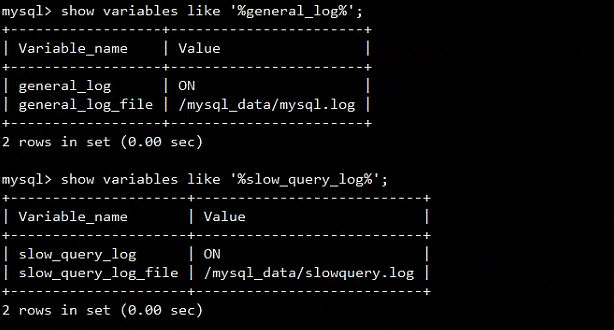 mysql> show variables like '%general_log%';
+------------------+-----------------------+
| Variable_name    | Value                 |
+------------------+-----------------------+
| general_log      | ON                    |
| general_log_file | /mysql_data/mysql.log |
+------------------+-----------------------+
2 rows in set (0.00 sec)
mysql> show variables like '%slow_query_log%';
+---------------------+---------------------------+
| Variable_name       | Value                     |
+---------------------+---------------------------+
| slow_query_log      | ON                        |
| slow_query_log_file | /mysql_data/slowquery.log |
+---------------------+---------------------------+
2 rows in set (0.00 sec)